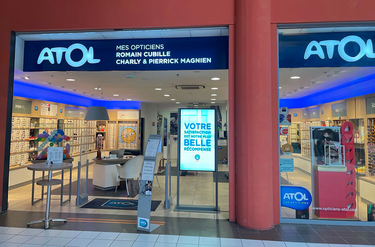 ATOL
MES OPTICIENS
ROMAIN CUBILLE
CHARLY & PIERRICK MAGNIEN
ATOL
VOTRE
SATISFACTION
EST NOTRE PLUS
BELLE
RÉCOMPENSE
ATOL
www.opticiens-atol.com